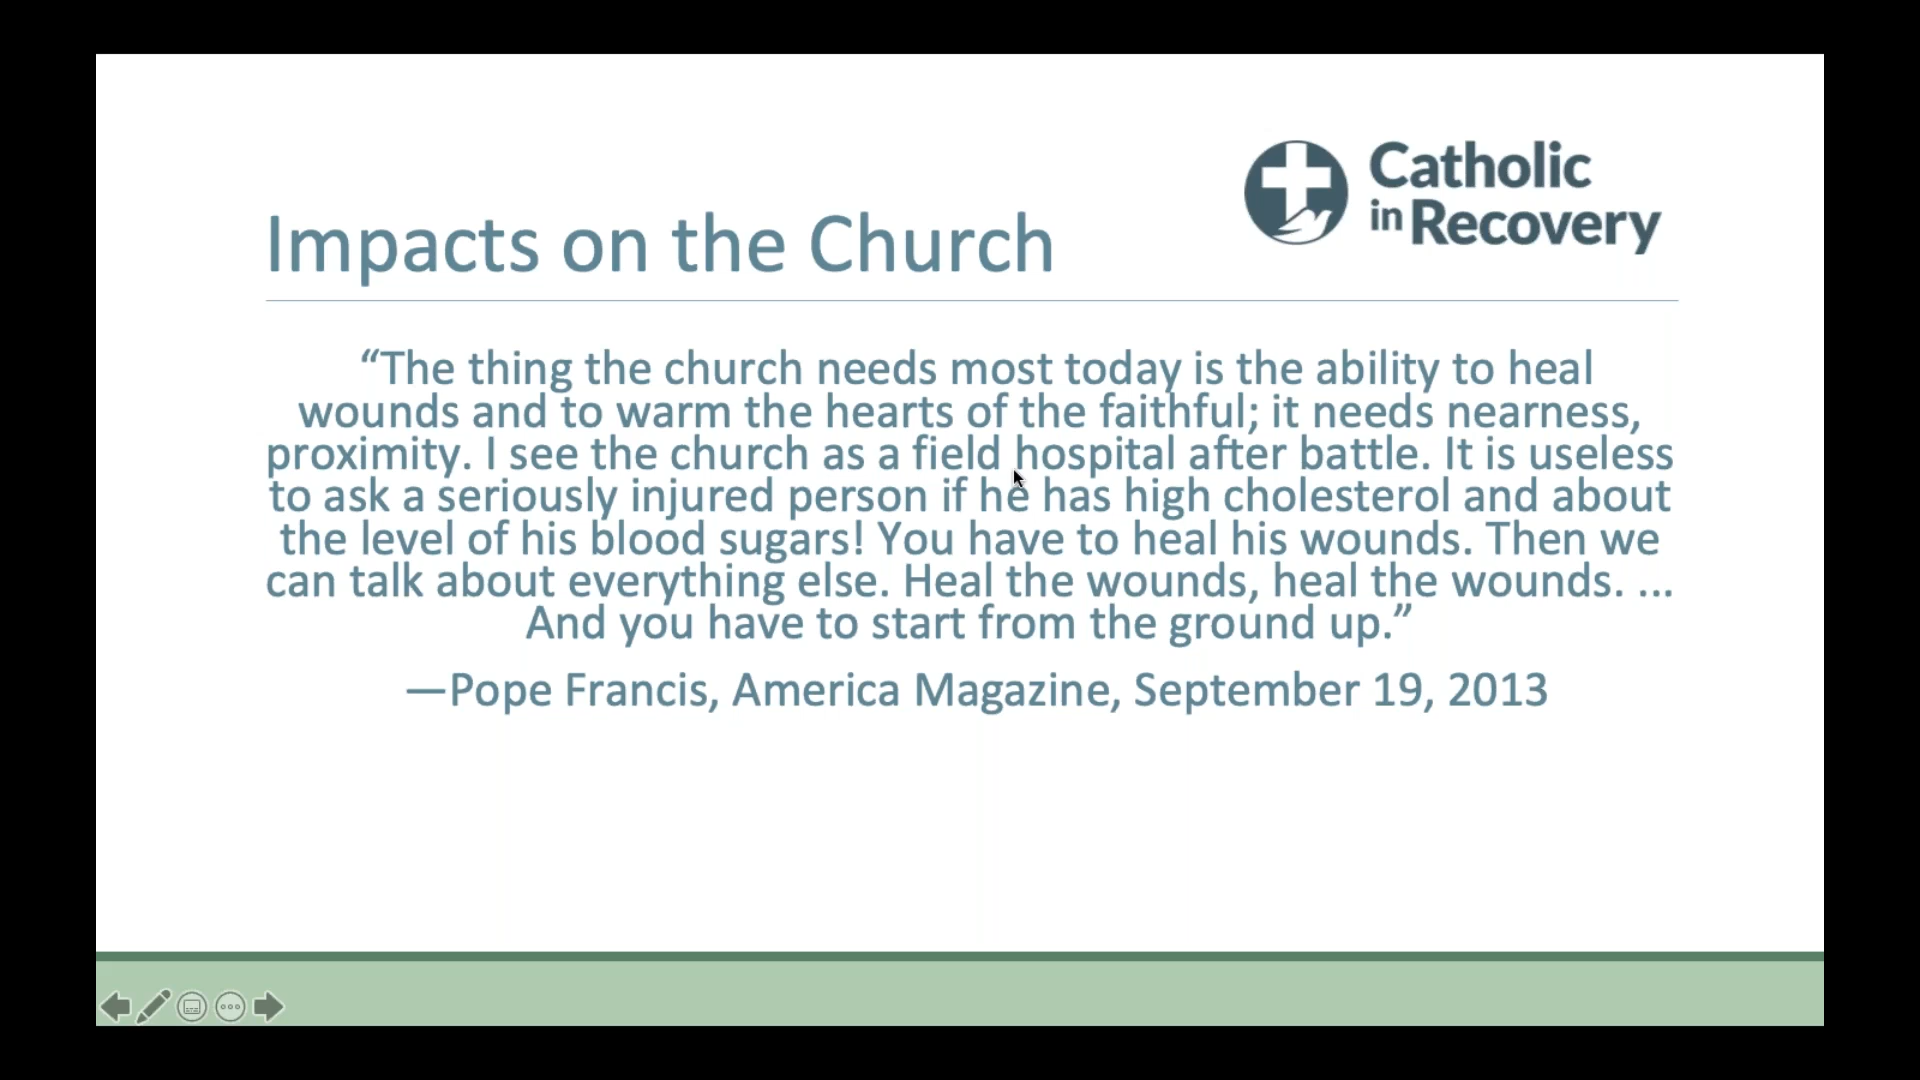 Catholic
in Recovery
Impacts on the Church
“The thing the church needs most today is the ability to heal
wounds and to warm the hearts of the faithful; it needs nearness,
proximity. I see the church as a field hospital after battle. It is useless
to ask a seriously injured person if he has high cholesterol and about
the level of his blood sugars! You have to heal his wounds. Then we
can talk about everything else. Heal the wounds, heal the wounds. ...
And you have to start from the ground up.”
—Pope Francis, America Magazine, September 19, 2013